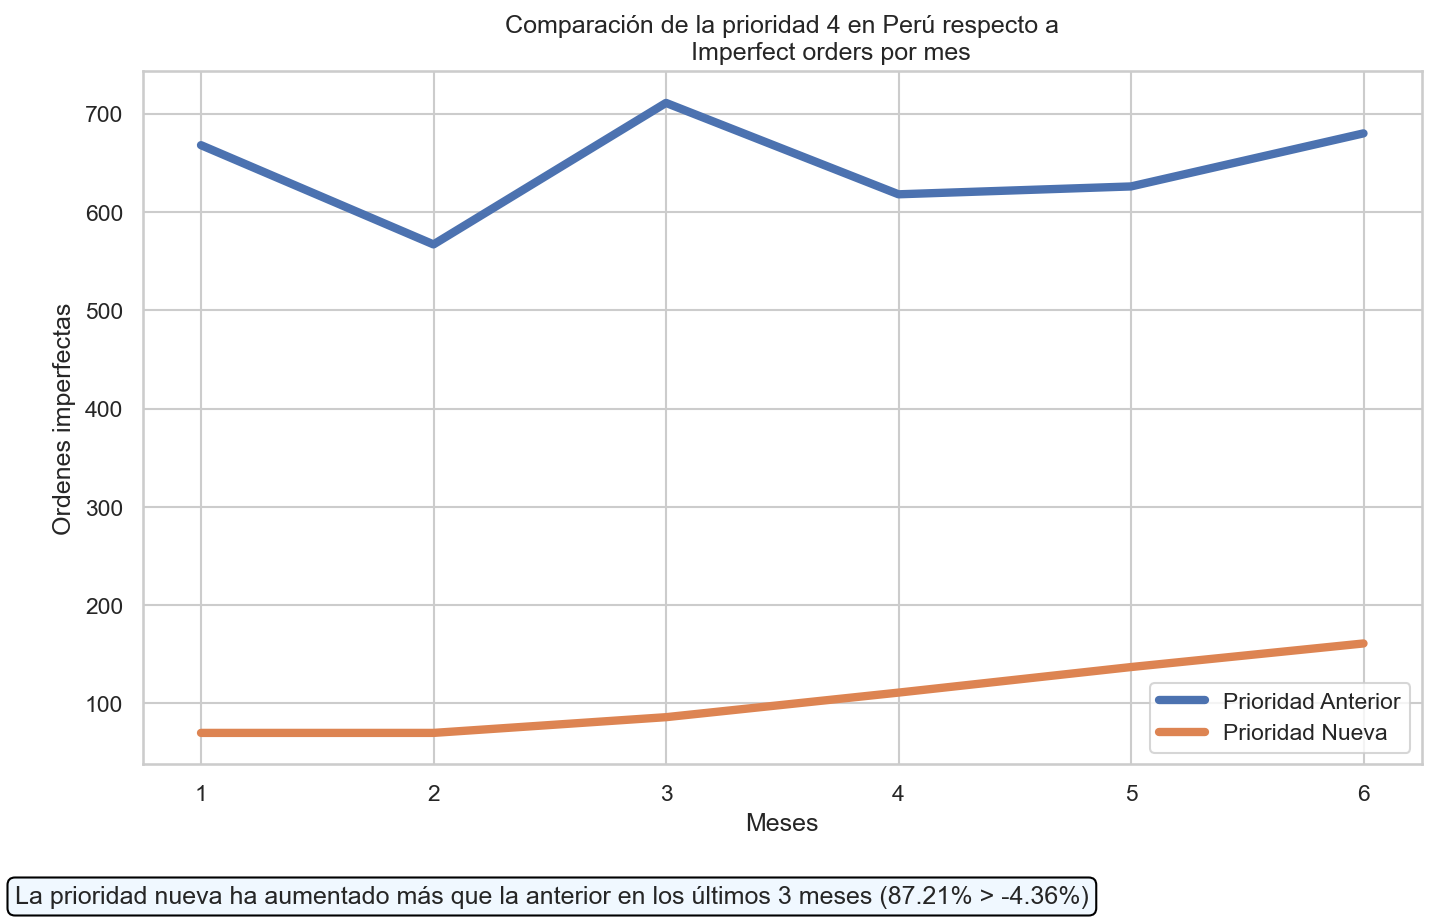 Comparación de la prioridad 4 en Perú respecto a
Imperfect orders por mes
Ordenes imperfectas
700
600
500
400
300
200
100
1 2 3 4 5 6
Meses
Prioridad Anterior
Prioridad Nueva
La prioridad nueva ha aumentado más que la anterior en los últimos 3 meses (87.21% > -4.36%)